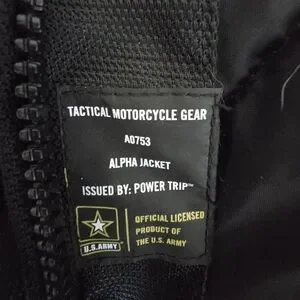 TACTICAL MOTORCYCLE GEAR
A0753
ALPHA JACKET
ISSUED BY: POWER TRIP™
U.S.ARMY
OFFICIAL LICENSED
PRODUCT OF
THE U.S. ARMY